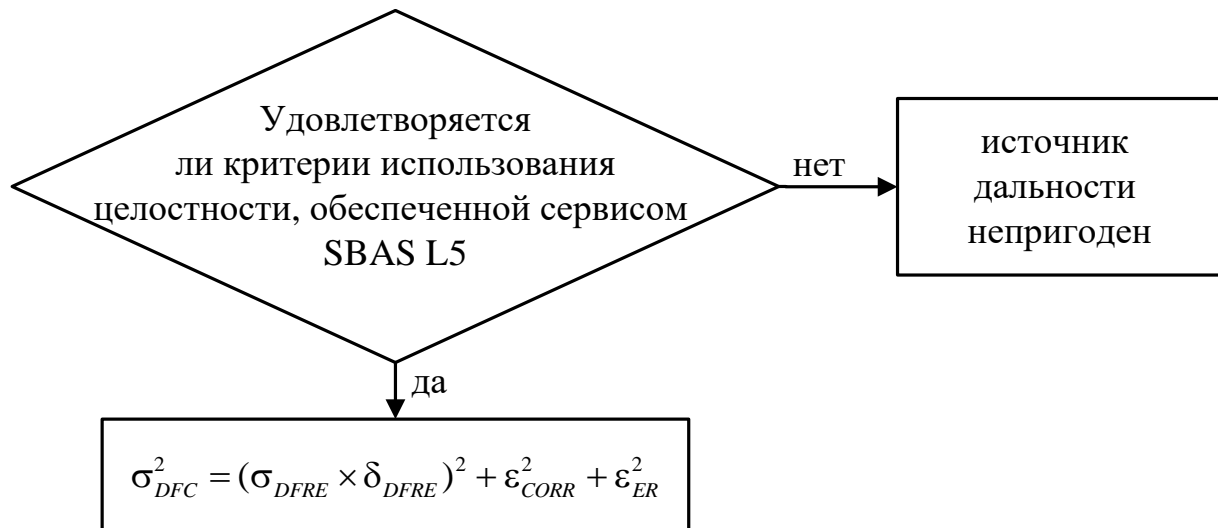 Удовлетворяется
ли критерии использования
целостности, обеспеченной сервисом
SBAS L5
нет
источник
дальности
непригоден
да
σ²_DFC = (σ_DFRE × δ_DFRE)² + ε²_CORR + ε²_ER